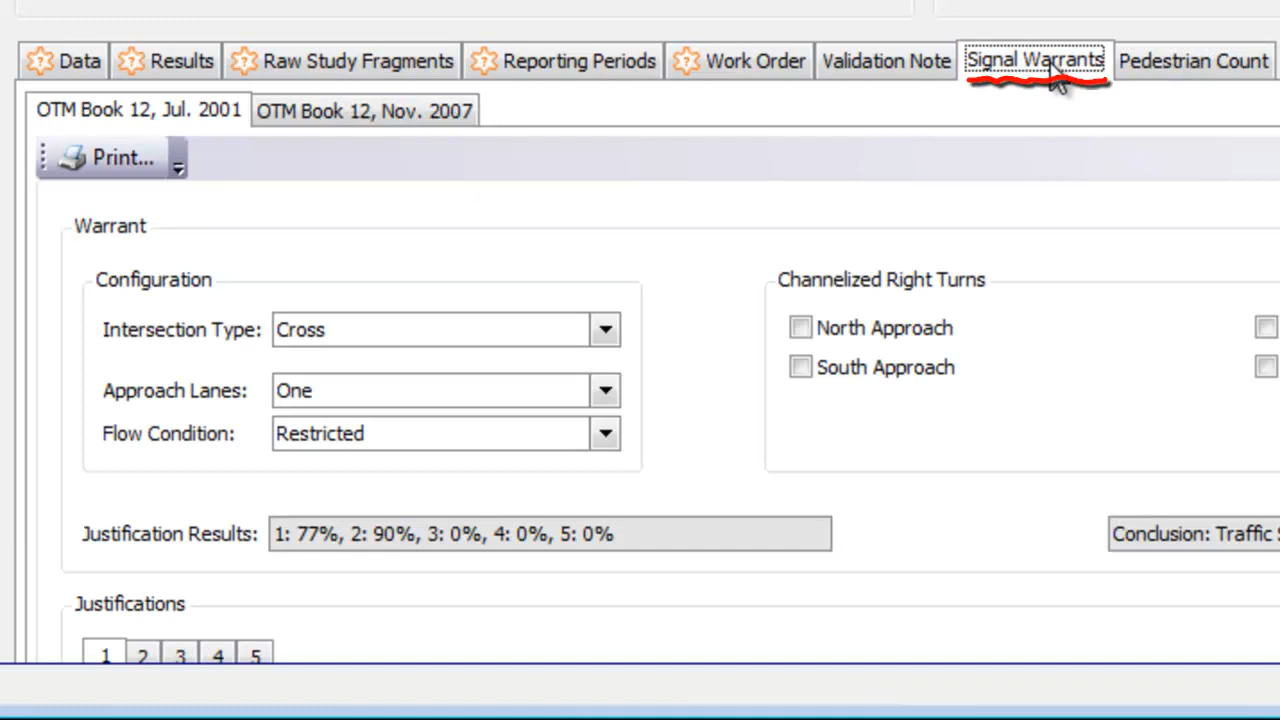 Data Results Raw Study Fragments Reporting Periods Work Order Validation Note Signal Warrants Pedestrian Count
OTM Book 12, Jul. 2001 OTM Book 12, Nov. 2007
Print...
Warrant
Configuration
Channelized Right Turns
Intersection Type: Cross
North Approach
South Approach
Approach Lanes: One
Flow Condition: Restricted
Justification Results: 1: 77%, 2: 90%, 3: 0%, 4: 0%, 5: 0%
Conclusion: Traffic
Justifications
1 2 3 4 5